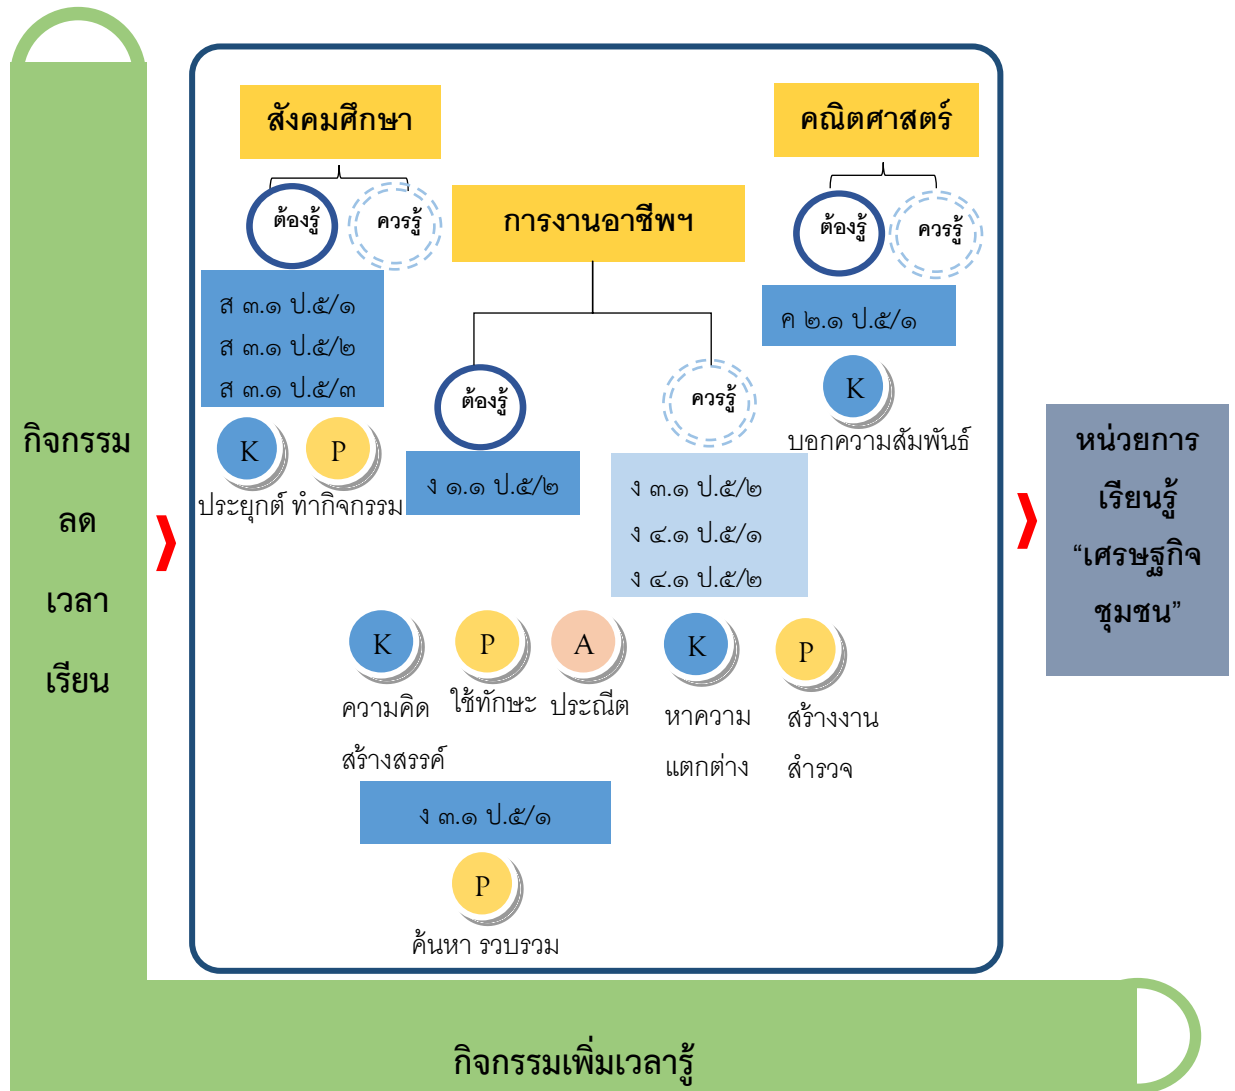 กิจกรรม
ลด
เวลา
เรียน
สังคมศึกษา
ต้องรู้
ควรรู้
ส ๓.๑ ป.๕/๑
ส ๓.๑ ป.๕/๒
ส ๓.๑ ป.๕/๓
K
P
ประยุกต์ ทำกิจกรรม
การงานอาชีพฯ
ต้องรู้
ควรรู้
ง ๑.๑ ป.๕/๒
ง ๓.๑ ป.๕/๒
ง ๔.๑ ป.๕/๑
ง ๔.๑ ป.๕/๒
K
P
A
K
P
ความคิด
สร้างสรรค์
ใช้ทักษะ
ประณีต
หาความ
แตกต่าง
สร้างงาน
สำรวจ
ง ๓.๑ ป.๕/๑
P
ค้นหา รวบรวม
คณิตศาสตร์
ต้องรู้
ควรรู้
ค ๒.๑ ป.๕/๑
K
บอกความสัมพันธ์
หน่วยการ
เรียนรู้
“เศรษฐกิจ
ชุมชน”
กิจกรรมเพิ่มเวลารู้